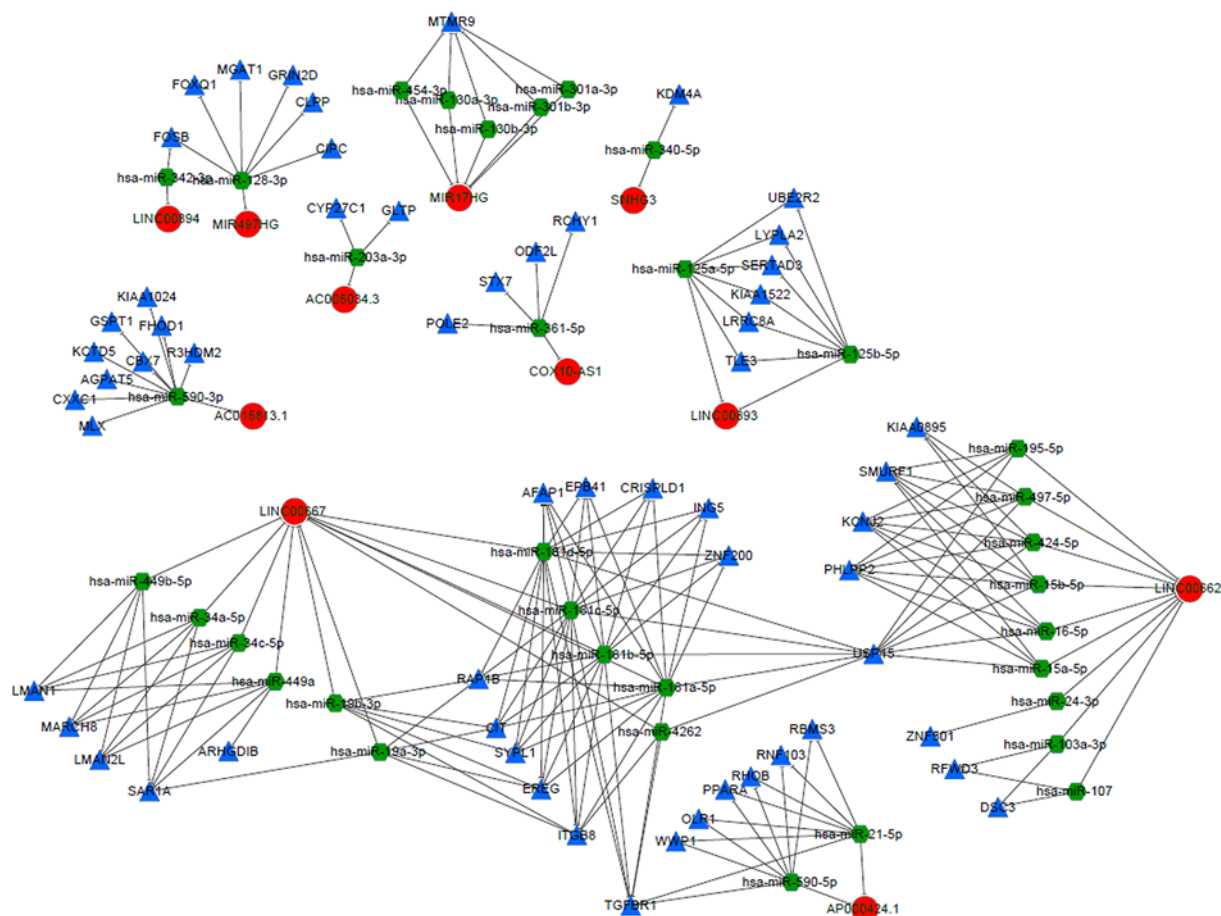 MTMR9
MGAT1
GRIN2D
FOXQ1
CLPP
hsa-miR-454-3p
hsa-miR-301a-3p
hsa-miR-130a-3p
hsa-miR-301b-3p
KDM4A
hsa-miR-130b-3p
FOSB
CIPC
hsa-miR-340-5p
hsa-miR-342-3p
hsa-miR-128-3p
MIR17HG
SNHG3
UBE2R2
CYP27C1
GLTP
LINC00894
MIR497HG
RCHY1
LYPLA2
ODF2L
hsa-miR-203a-3p
hsa-miR-125a-5p
SERTAD3
STX7
KIAA1522
KIAA1024
AC005034.3
GSPT1
FHOD1
POLE2
hsa-miR-361-5p
LRRC8A
KCTD5
CBX7
R3HDM2
TLE3
hsa-miR-125b-5p
AGPAT5
COX10-AS1
CXXC1
hsa-miR-590-3p
AC015813.1
LINC00893
MLX
KIAA0895
hsa-miR-195-5p
SMURF1
AFAP1
EPB41
CRISPLD1
hsa-miR-497-5p
LINC00667
ING5
KCNJ2
hsa-miR-424-5p
hsa-miR-181d-5p
ZNF200
PHLPP2
hsa-miR-449b-5p
hsa-miR-15b-5p
LINC00662
hsa-miR-181c-5p
hsa-miR-34a-5p
hsa-miR-16-5p
hsa-miR-34c-5p
hsa-miR-181b-5p
USP15
hsa-miR-15a-5p
LMAN1
hsa-miR-449a
RAP1B
hsa-miR-181a-5p
hsa-miR-19b-3p
hsa-miR-24-3p
MARCH8
CIT
hsa-miR-4262
RBMS3
ZNF601
hsa-miR-103a-3p
LMAN2L
ARHGDIB
hsa-miR-19a-3p
SYPL1
RNF103
RFWD3
SAR1A
EREG
RHOB
PPARA
hsa-miR-107
DSC3
OLR1
ITGB8
WWP1
hsa-miR-21-5p
hsa-miR-590-5p
TGFBR1
AP000424.1